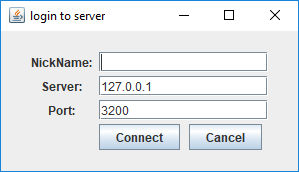 login to server
NickName:
Server: 127.0.0.1
Port: 3200
Connect Cancel